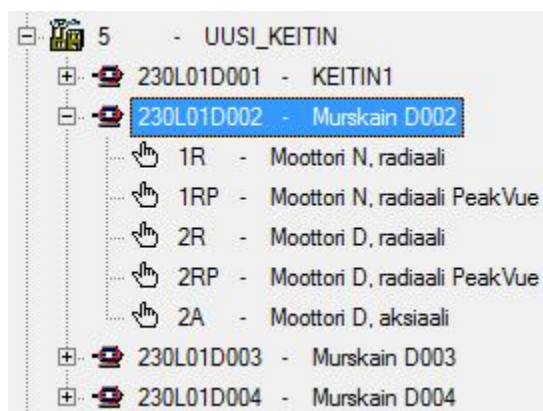 5 - UUSI_KEITIN
230L01D001 - KEITIN1
230L01D002 - Murskain D002
1R - Moottori N, radiaali
1RP - Moottori N, radiaali PeakVue
2R - Moottori D, radiaali
2RP - Moottori D, radiaali PeakVue
2A - Moottori D, aksiaali
230L01D003 - Murskain D003
230L01D004 - Murskain D004